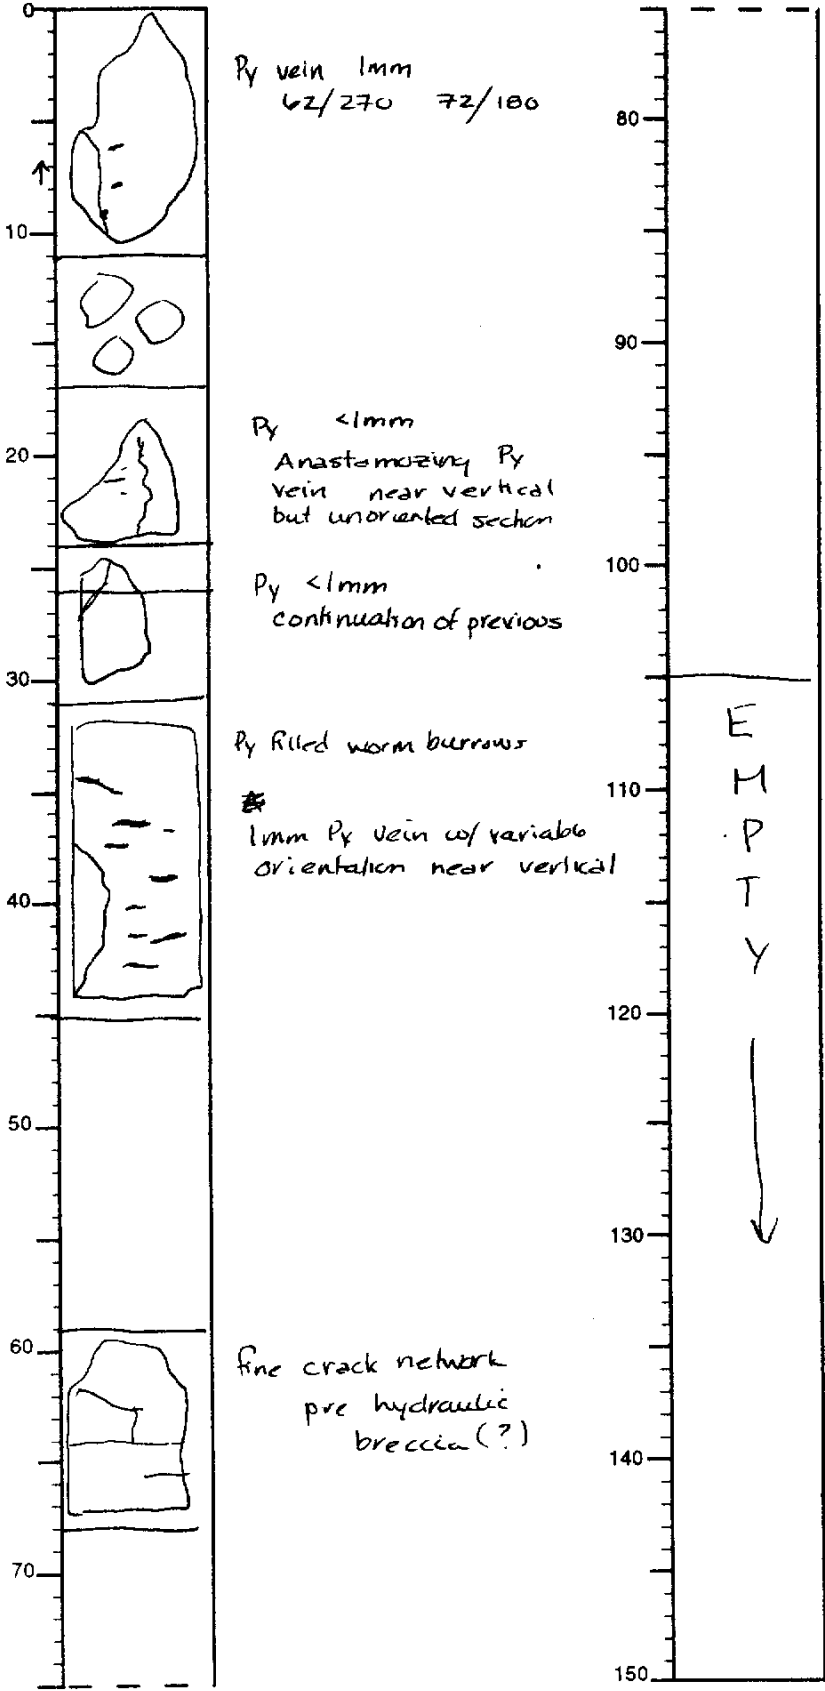 0
Py vein 1mm
62/270 72/180
10
20
Py <1mm
Anastomozing Py
vein near vertical
but unoriented section
Py <1mm
continuation of previous
30
Py filled worm burrows
1mm Py vein w/ variable
orientation near vertical
40
50
60
fine crack network
pre hydraulic
breccia (?)
70
80
90
100
110
120
130
140
150
E
M
P
T
Y